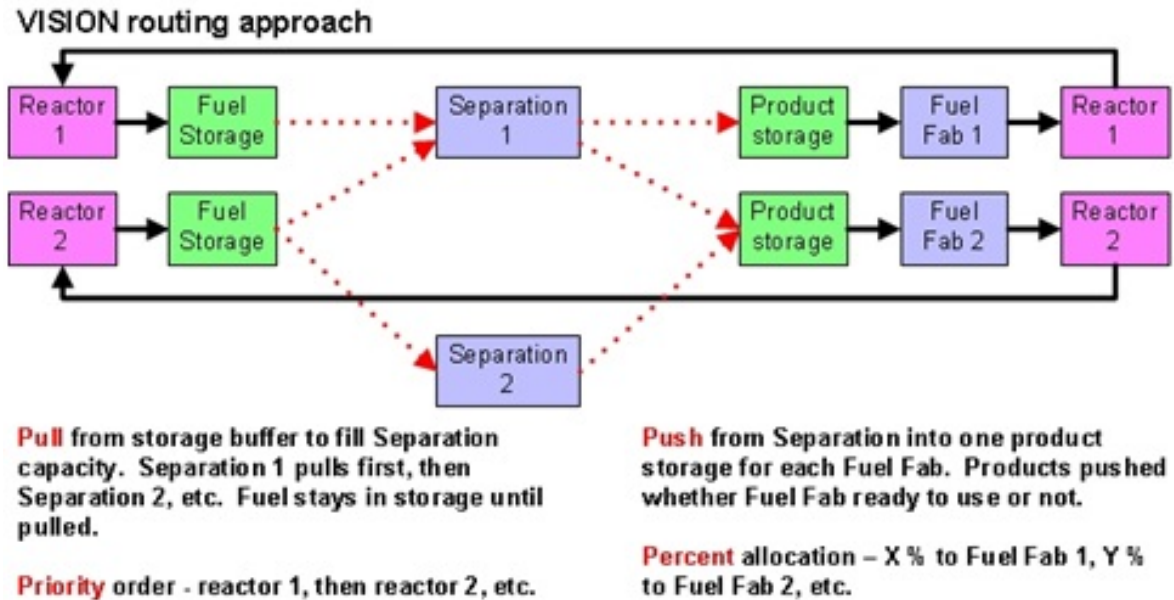 VISION routing approach
Reactor
1
Fuel
Storage
Separation
1
Product
storage
Fuel
Fab 1
Reactor
1
Reactor
2
Fuel
Storage
Product
storage
Fuel
Fab 2
Reactor
2
Separation
2
Pull from storage buffer to fill Separation
capacity. Separation 1 pulls first, then
Separation 2, etc. Fuel stays in storage until
pulled.
Priority order - reactor 1, then reactor 2, etc.
Push from Separation into one product
storage for each Fuel Fab. Products pushed
whether Fuel Fab ready to use or not.
Percent allocation – X % to Fuel Fab 1, Y %
to Fuel Fab 2, etc.